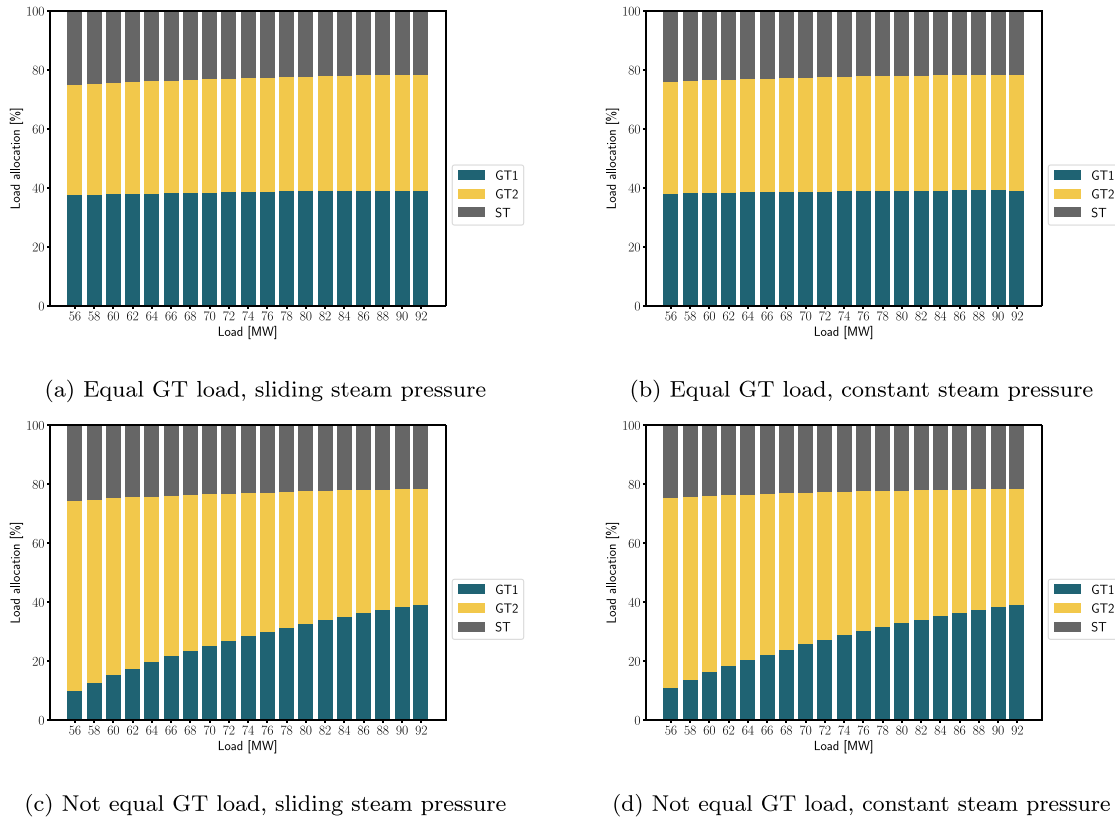 100
80
60
40
20
0
Load allocation [%]
56 58 60 62 64 66 68 70 72 74 76 78 80 82 84 86 88 90 92
Load [MW]
GT1
GT2
ST
(a) Equal GT load, sliding steam pressure
100
80
60
40
20
0
Load allocation [%]
56 58 60 62 64 66 68 70 72 74 76 78 80 82 84 86 88 90 92
Load [MW]
GT1
GT2
ST
(b) Equal GT load, constant steam pressure
100
80
60
40
20
0
Load allocation [%]
56 58 60 62 64 66 68 70 72 74 76 78 80 82 84 86 88 90 92
Load [MW]
GT1
GT2
ST
(c) Not equal GT load, sliding steam pressure
100
80
60
40
20
0
Load allocation [%]
56 58 60 62 64 66 68 70 72 74 76 78 80 82 84 86 88 90 92
Load [MW]
GT1
GT2
ST
(d) Not equal GT load, constant steam pressure